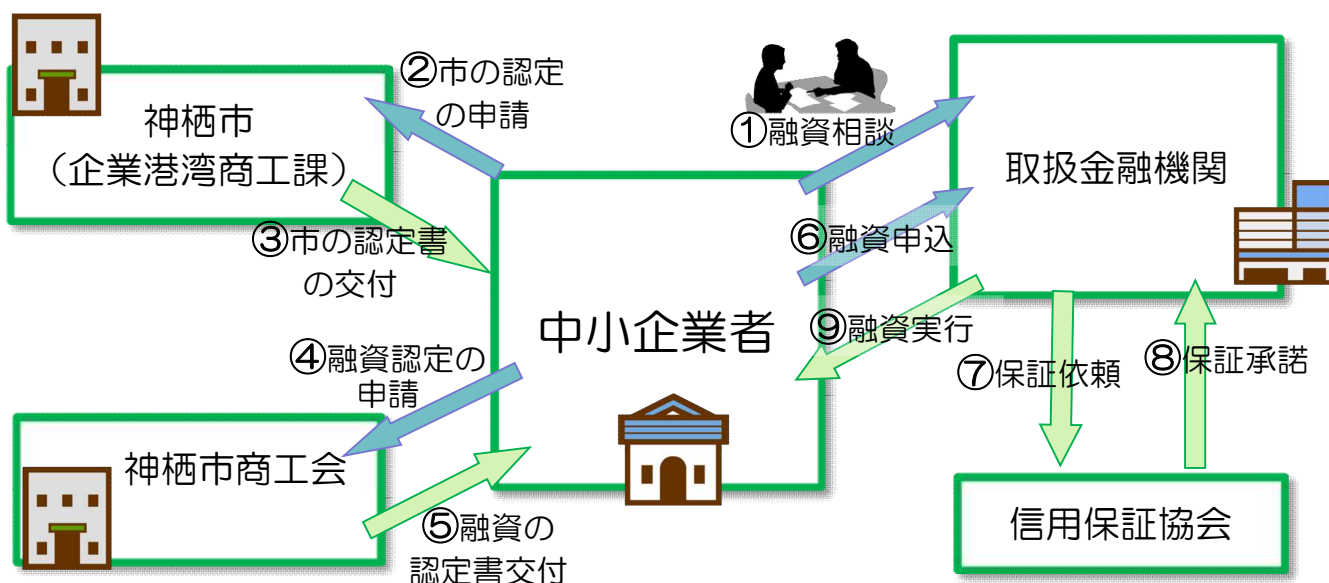 神栖市
（企業港湾商工課）
②市の認定
の申請
①融資相談
取扱金融機関
③市の認定書
の交付
⑥融資申込
中小企業者
⑨融資実行
④融資認定の
申請
⑦保証依頼
⑧保証承諾
神栖市商工会
⑤融資の
認定書交付
信用保証協会